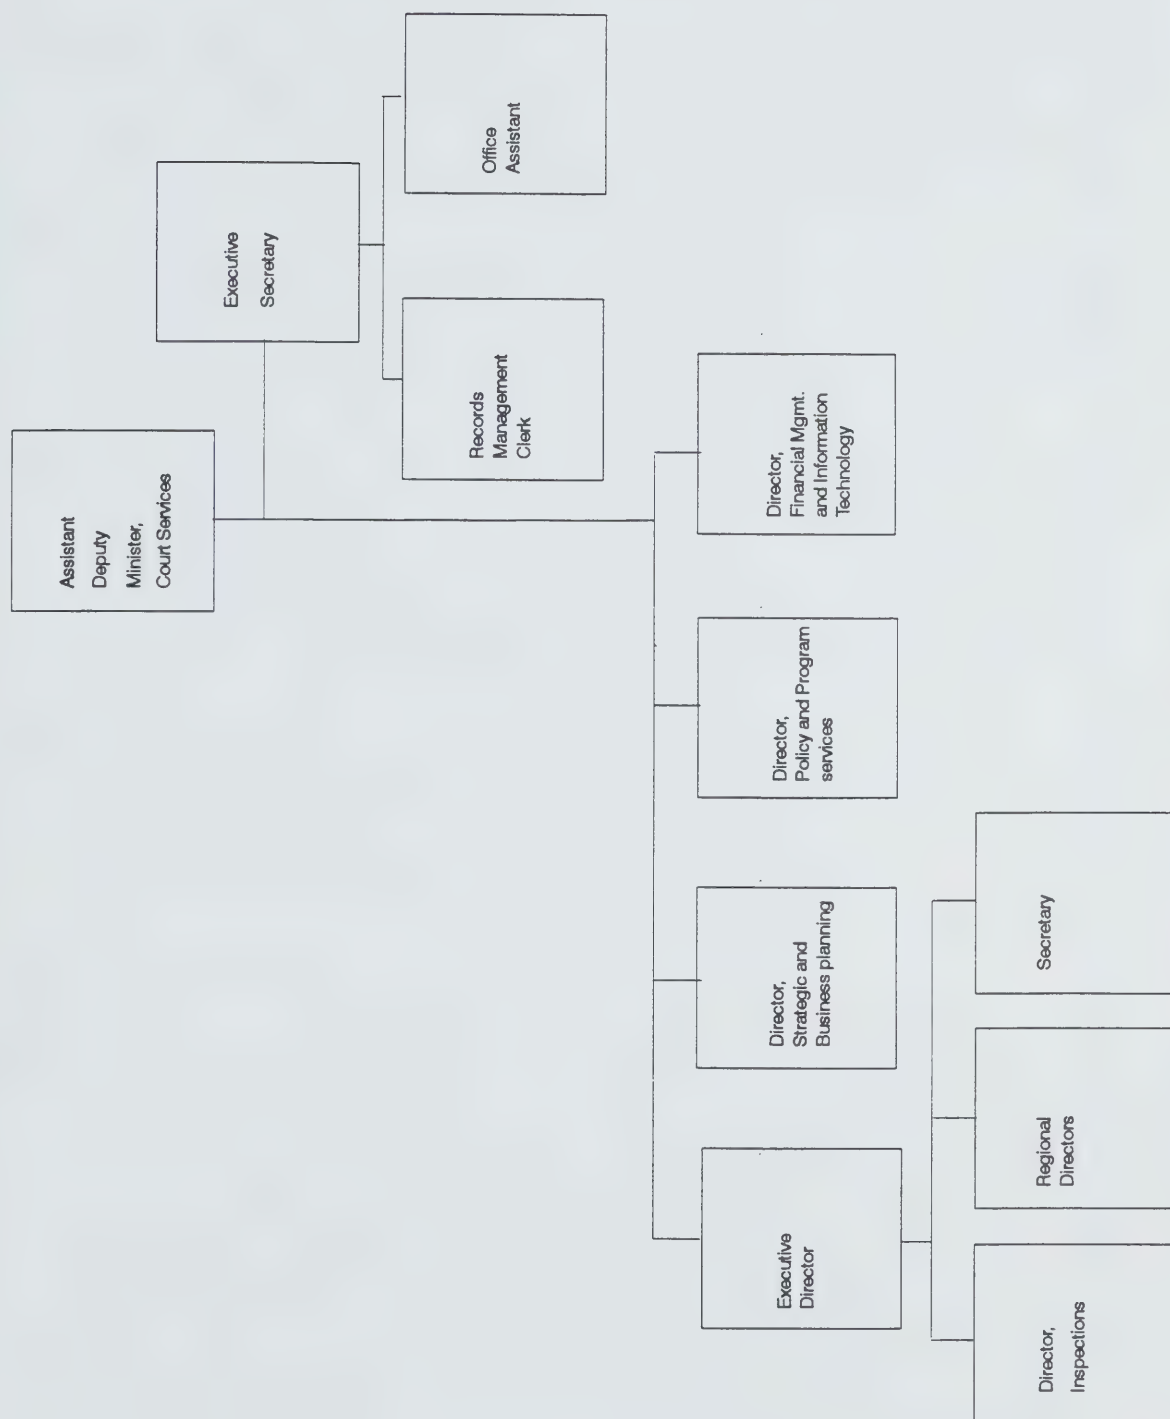 Assistant
Deputy
Minister,
Court Services
Executive
Secretary
Records
Management
Clerk
Office
Assistant
Executive
Director
Director,
Strategic and
Business planning
Director,
Policy and Program
services
Director,
Financial Mgmt.
and Information
Technology
Director,
Inspections
Regional
Directors
Secretary